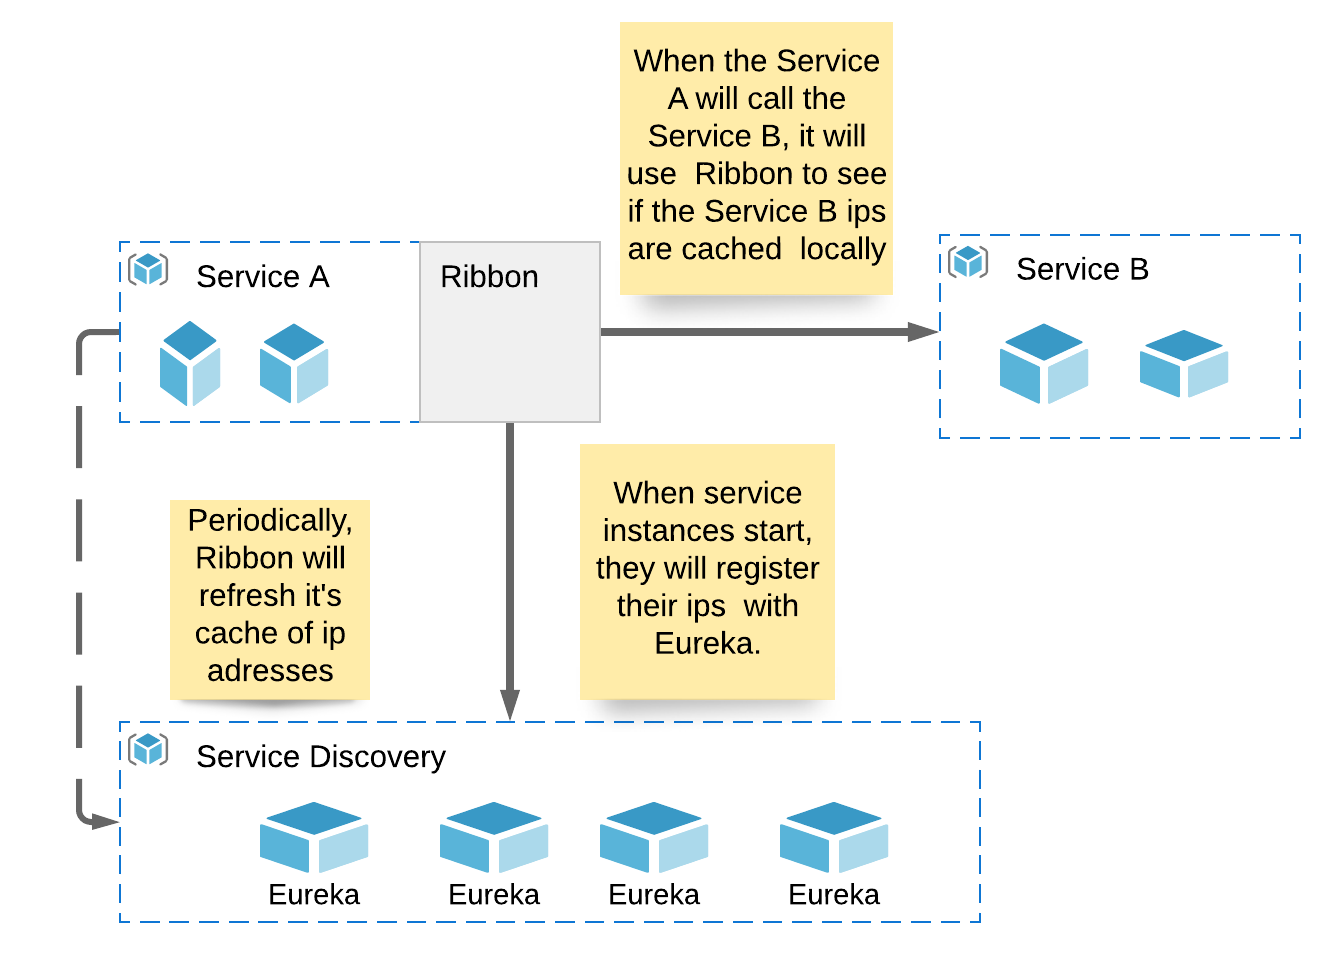 When the Service
A will call the
Service B, it will
use  Ribbon to see
if the Service B ips
are cached  locally
Service A
Ribbon
Service B
Periodically,
Ribbon will
refresh it's
cache of ip
adresses
When service
instances start,
they will register
their ips  with
Eureka.
Service Discovery
Eureka
Eureka
Eureka
Eureka